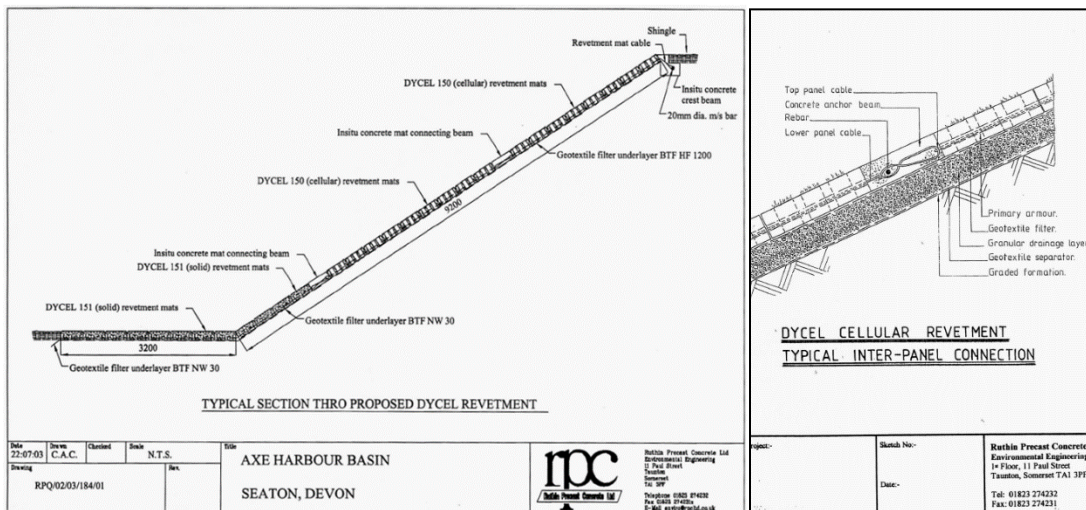 Shingle
Revetment mat cable
DYCEL 150 (cellular) revetment mats
Insitu concrete
crest beam
20mm dia. m/s bar
Insitu concrete mat connecting beam
Geotextile filter underlayer BTF HF 1200
DYCEL 150 (cellular) revetment mats
9200
Insitu concrete mat connecting beam
DYCEL 151 (solid) revetment mats
DYCEL 151 (solid) revetment mats
Geotextile filter underlayer BTF NW 30
3200
Geotextile filter underlayer BTF NW 30
TYPICAL SECTION THRO PROPOSED DYCEL REVETMENT
Date
22:07:03
Drawn
C.A.C.
Checked
Scale
N.T.S.
Drawing
RPQ/02/03/184/01
Rev.
Title
AXE HARBOUR BASIN
SEATON, DEVON
rpc
Ruthin Precast Concrete Ltd
Ruthin Precast Concrete Ltd
Environmental Engineering
11 Paul Street
Taunton
Somerset
TA1 3PF
Telephone 01823 274232
Fax 01823 274231
Top panel cable
Concrete anchor beam
Rebar
Lower panel cable
Primary armour.
Geotextile filter.
Granular drainage layer
Geotextile separator.
Graded formation.
DYCEL CELLULAR REVETMENT
TYPICAL INTER-PANEL CONNECTION
roject:-
Sketch No:-
Date:-
Ruthin Precast Concrete
Environmental Engineering
1st Floor, 11 Paul Street
Taunton, Somerset TA1 3PF
Tel: 01823 274232
Fax: 01823 274231